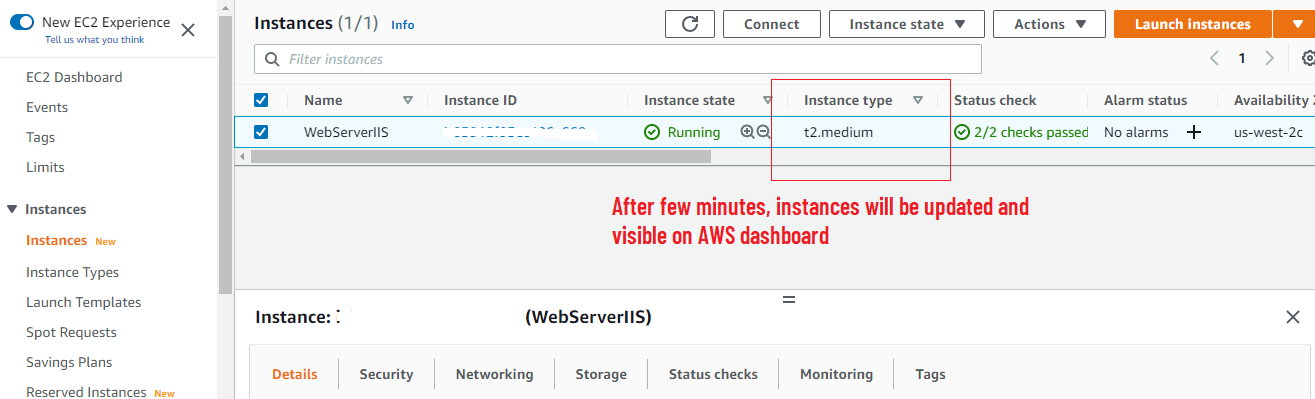 New EC2 Experience
Tell us what you think
EC2 Dashboard
Events
Tags
Limits
Instances
Instances New
Instance Types
Launch Templates
Spot Requests
Savings Plans
Reserved Instances New
Instances (1/1) Info
Connect
Instance state
Actions
Launch instances
Filter instances
1
Name Instance ID Instance state Instance type Status check Alarm status Availability
WebServerIIS Running t2.medium 2/2 checks passed No alarms us-west-2c
After few minutes, instances will be updated and
visible on AWS dashboard
Instance: (WebServerIIS)
Details Security Networking Storage Status checks Monitoring Tags